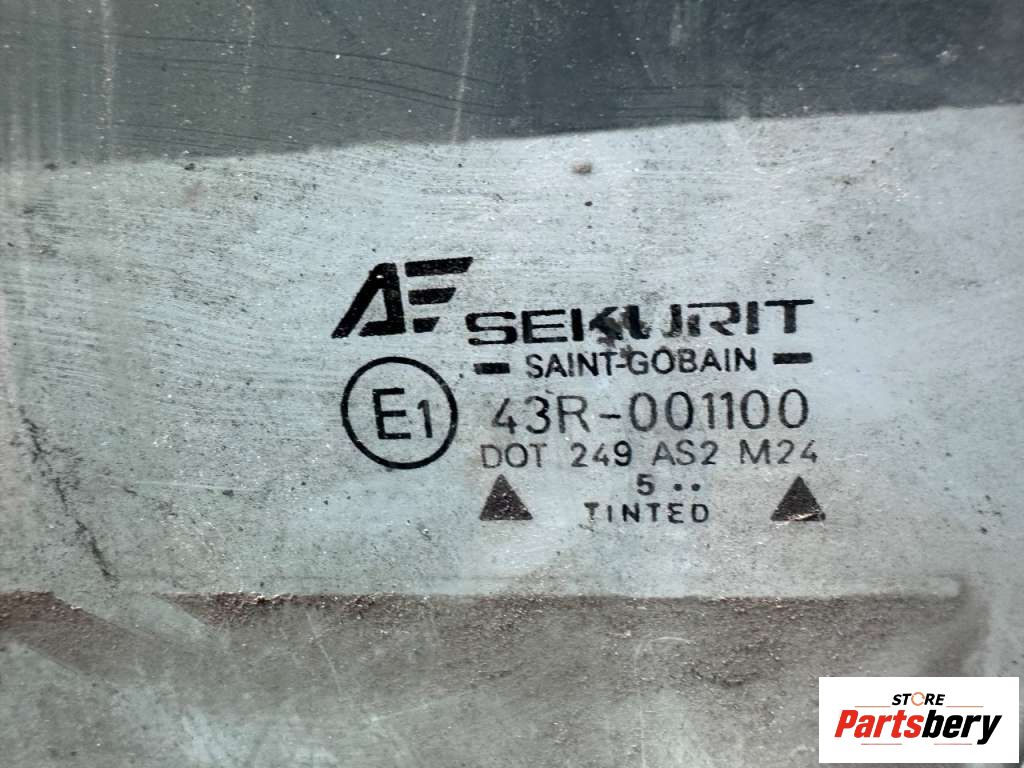 AF SEKURIT
- SAINT-GOBAIN -
E1 43R-001100
DOT 249 AS2 M24
5 ..
TINTED
STORE
Partsbery